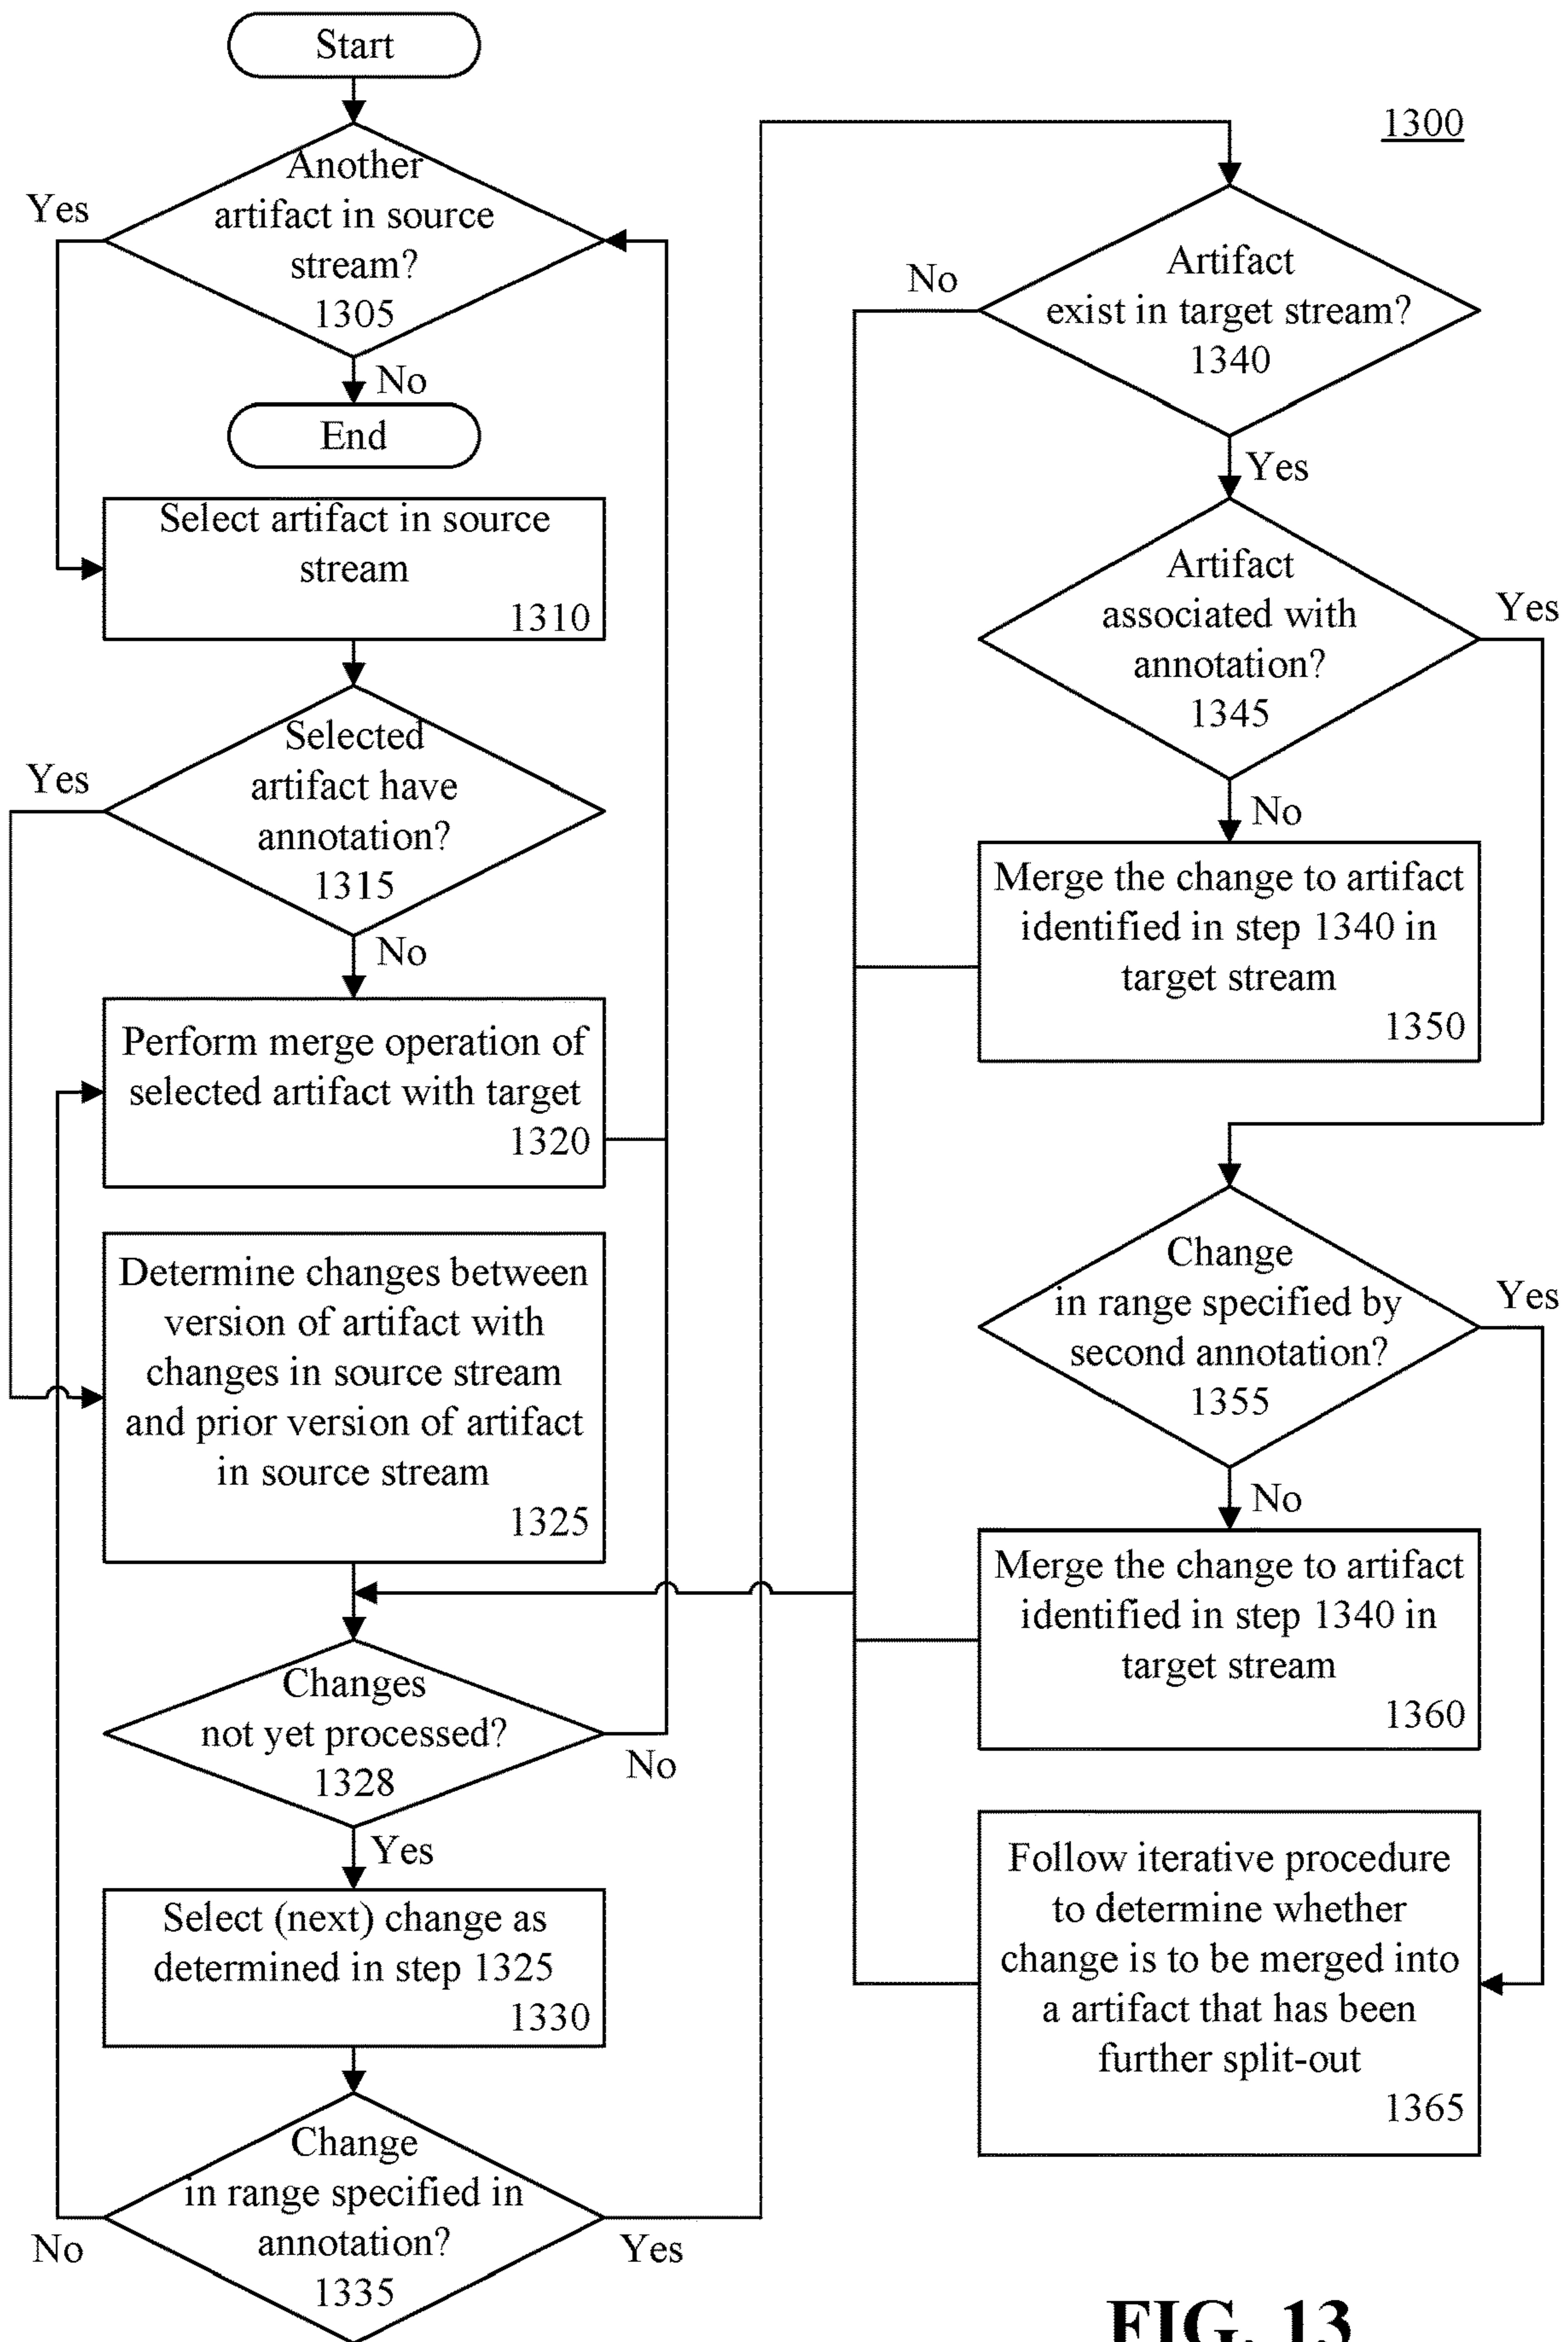 Start
Another
artifact in source
stream?
1305
Yes
No
End
Select artifact in source
stream
1310
Selected
artifact have
annotation?
1315
Yes
No
Perform merge operation of
selected artifact with target
1320
Determine changes between
version of artifact with
changes in source stream
and prior version of artifact
in source stream
1325
Changes
not yet processed?
1328
No
Yes
Select (next) change as
determined in step 1325
1330
Change
in range specified in
annotation?
1335
No
Yes
1300
Artifact
exist in target stream?
1340
No
Yes
Artifact
associated with
annotation?
1345
Yes
No
Merge the change to artifact
identified in step 1340 in
target stream
1350
Change
in range specified by
second annotation?
1355
Yes
No
Merge the change to artifact
identified in step 1340 in
target stream
1360
Follow iterative procedure
to determine whether
change is to be merged into
a artifact that has been
further split-out
1365
FIG. 13